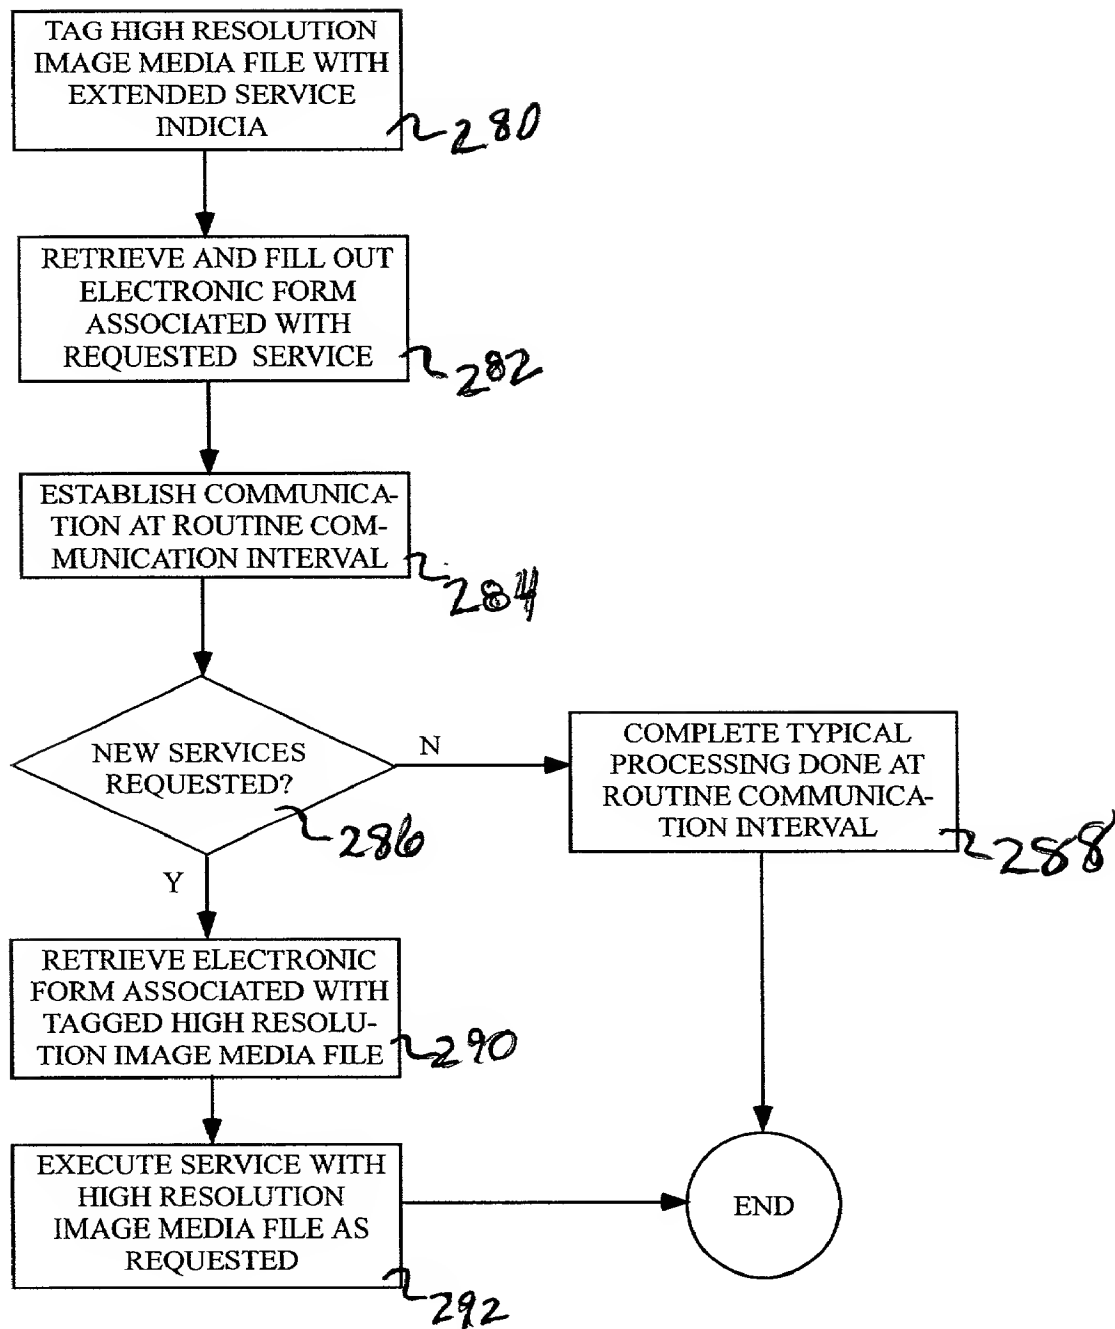 TAG HIGH RESOLUTION
IMAGE MEDIA FILE WITH
EXTENDED SERVICE
INDICIA
280
RETRIEVE AND FILL OUT
ELECTRONIC FORM
ASSOCIATED WITH
REQUESTED SERVICE
282
ESTABLISH COMMUNICA-
TION AT ROUTINE COM-
MUNICATION INTERVAL
284
NEW SERVICES
REQUESTED?
286
N
COMPLETE TYPICAL
PROCESSING DONE AT
ROUTINE COMMUNICA-
TION INTERVAL
288
Y
RETRIEVE ELECTRONIC
FORM ASSOCIATED WITH
TAGGED HIGH RESOLU-
TION IMAGE MEDIA FILE
290
EXECUTE SERVICE WITH
HIGH RESOLUTION
IMAGE MEDIA FILE AS
REQUESTED
292
END